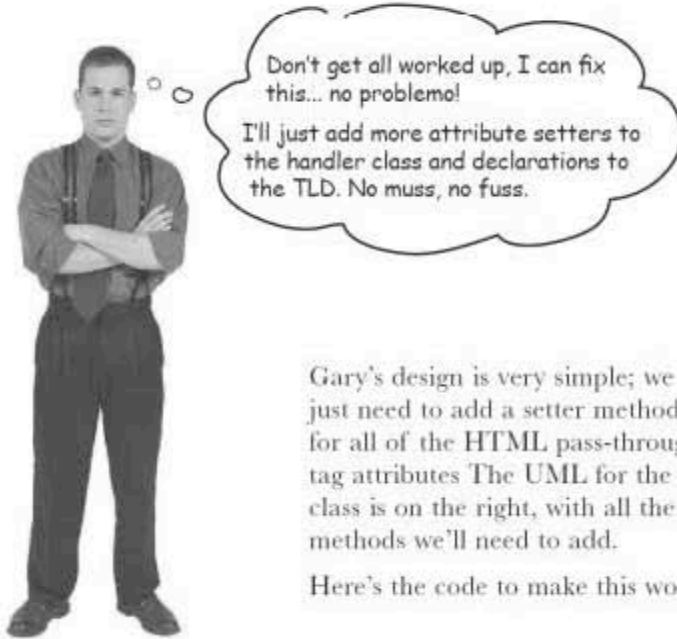 Don't get all worked up, I can fix
this... no problemo!
I'll just add more attribute setters to
the handler class and declarations to
the TLD. No muss, no fuss.
Gary's design is very simple; we
just need to add a setter method
for all of the HTML pass-throug
tag attributes The UML for the
class is on the right, with all the
methods we'll need to add.
Here's the code to make this wo